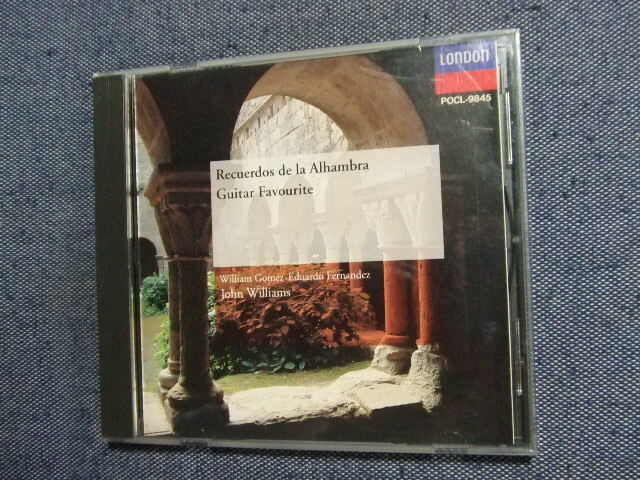 LONDON
POCL-9845
Recuerdos de la Alhambra
Guitar Favourite
William Gomez·Eduardo Fernandez
John Williams